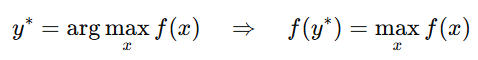 y* = arg max_x f(x) ⇒ f(y*) = max_x f(x)